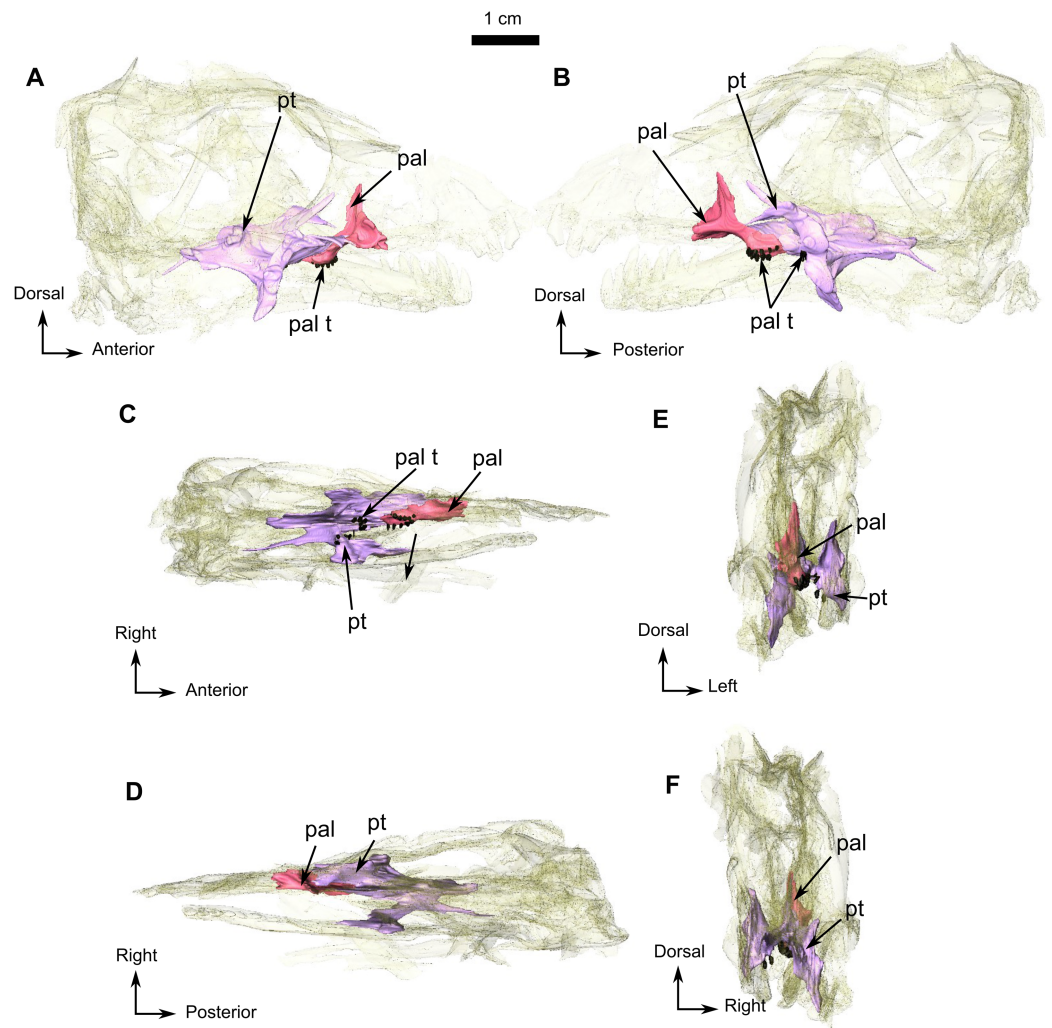 1 cm
A
pt
pal
pal t
Dorsal
Anterior
B
pt
pal
pal t
Dorsal
Posterior
C
pal t
pal
pt
Right
Anterior
E
pal
pt
Dorsal
Left
D
pal
pt
Right
Posterior
F
pal
pt
Dorsal
Right